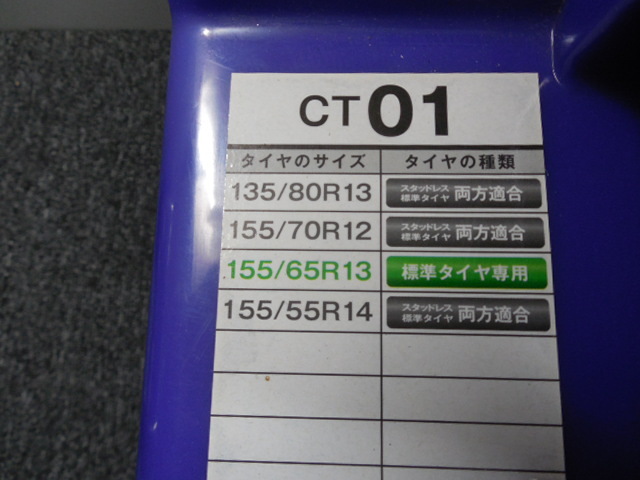 CT01
タイヤのサイズ タイヤの種類
135/80R13 スタッドレス 標準タイヤ 両方適合
155/70R12 スタッドレス 標準タイヤ 両方適合
155/65R13 標準タイヤ専用
155/55R14 スタッドレス 標準タイヤ 両方適合